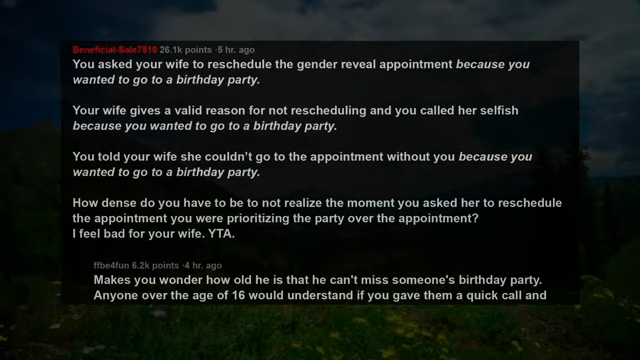 Beneficial-Sale7510 26.1k points ·5 hr. ago
You asked your wife to reschedule the gender reveal appointment because you
wanted to go to a birthday party.
Your wife gives a valid reason for not rescheduling and you called her selfish
because you wanted to go to a birthday party.
You told your wife she couldn't go to the appointment without you because you
wanted to go to a birthday party.
How dense do you have to be to not realize the moment you asked her to reschedule
the appointment you were prioritizing the party over the appointment?
I feel bad for your wife. YTA.
ffbe4fun 6.2k points ·4 hr. ago
Makes you wonder how old he is that he can't miss someone's birthday party.
Anyone over the age of 16 would understand if you gave them a quick call and